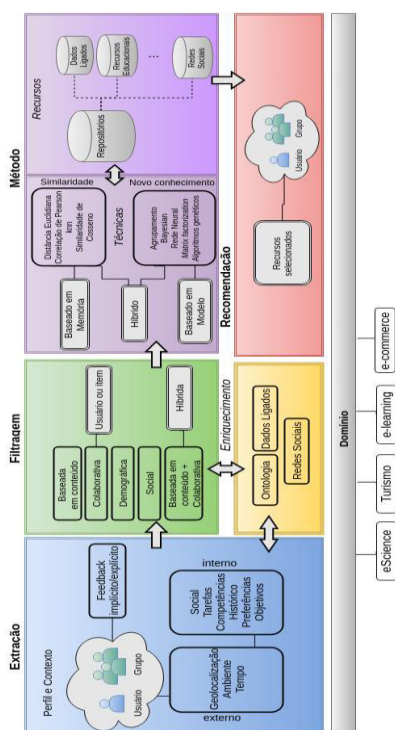 Extração
Perfil e Contexto
Usuário
Grupo
Feedback
implícito/explícito
externo
Geolocalização
Ambiente
Tempo
interno
Social
Tarefas
Competências
Histórico
Preferências
Objetivos
Filtragem
Baseada
em conteúdo
Colaborativa
Demográfica
Social
Baseada em
conteúdo +
Colaborativa
Usuário ou item
Híbrida
Enriquecimento
Ontologia
Dados Ligados
Redes Sociais
Método
Recursos
Repositórios
Dados
Ligados
Recursos
Educacionais
Redes
Sociais
Similaridade
Distância Euclidiana
Correlação de Pearson
knn
Similaridade de
Cosseno
Técnicas
Novo conhecimento
Agrupamento
Bayesian
Rede Neural
Matrix factorization
Algoritmos genéticos
Baseado em
Memória
Híbrido
Baseado em
Modelo
Recomendação
Usuário
Grupo
Recursos
selecionados
Domínio
eScience
Turismo
e-learning
e-commerce